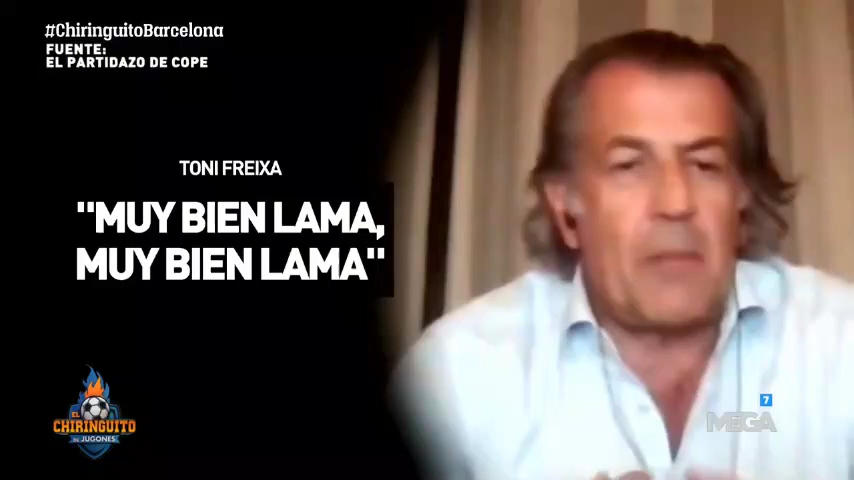 #ChiringuitoBarcelona
FUENTE:
EL PARTIDAZO DE COPE
TONI FREIXA
"MUY BIEN LAMA,
MUY BIEN LAMA"
EL
CHIRINGUITO
DE JUGONES
7
MEGA